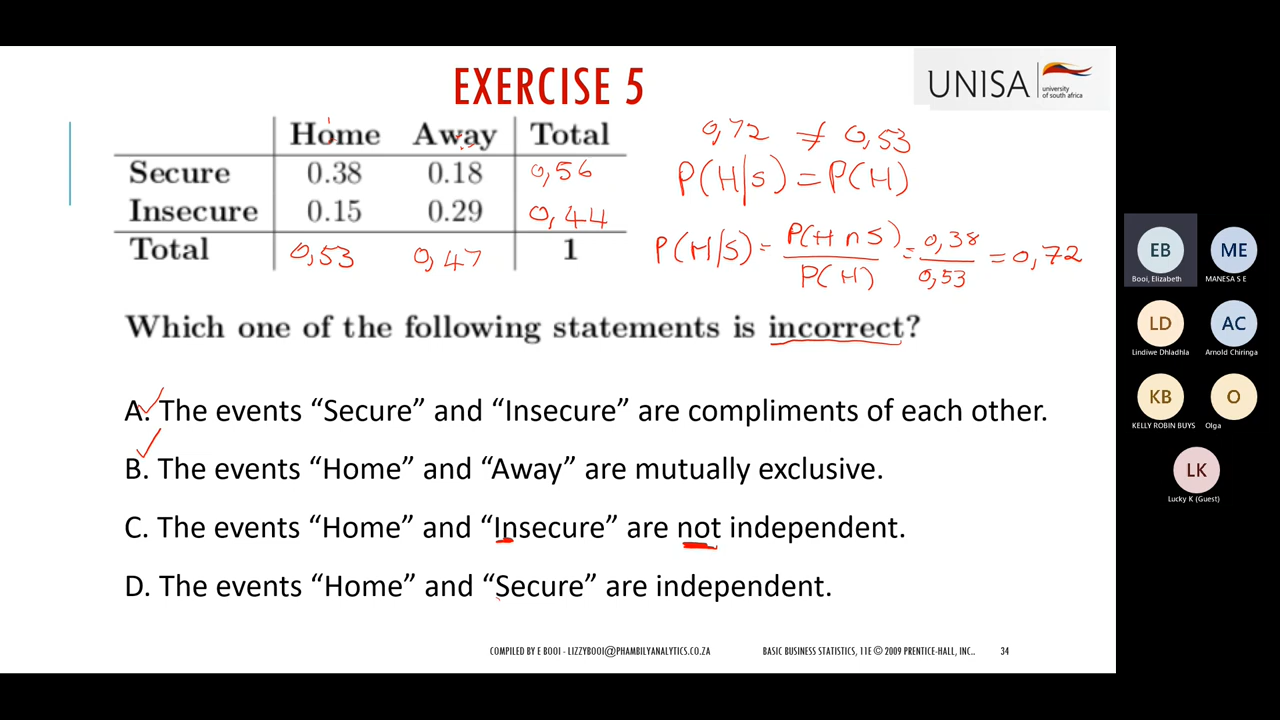 EXERCISE 5
UNISA
university
of south africa
Home Away Total
Secure 0.38 0.18 0,56
Insecure 0.15 0.29 0,44
Total 0,53 0,47 1
0,72 ≠ 0,53
P(H|S) = P(H)
P(H|S) = P(H ∩ S) / P(H) = 0,38 / 0,53 = 0,72
Which one of the following statements is incorrect?
A. The events “Secure” and “Insecure” are compliments of each other.
B. The events “Home” and “Away” are mutually exclusive.
C. The events “Home” and “Insecure” are not independent.
D. The events “Home” and “Secure” are independent.
COMPILED BY E BOOI - LIZZYBOOI@PHAMBILYANALYTICS.CO.ZA
BASIC BUSINESS STATISTICS, 11E © 2009 PRENTICE-HALL, INC..
34
EB ME
Booi, Elizabeth MANESA S E
LD AC
Lindiwe Dhladhla Arnold Chiringa
KB O
KELLY ROBIN BUYS Olga
LK
Lucky K (Guest)